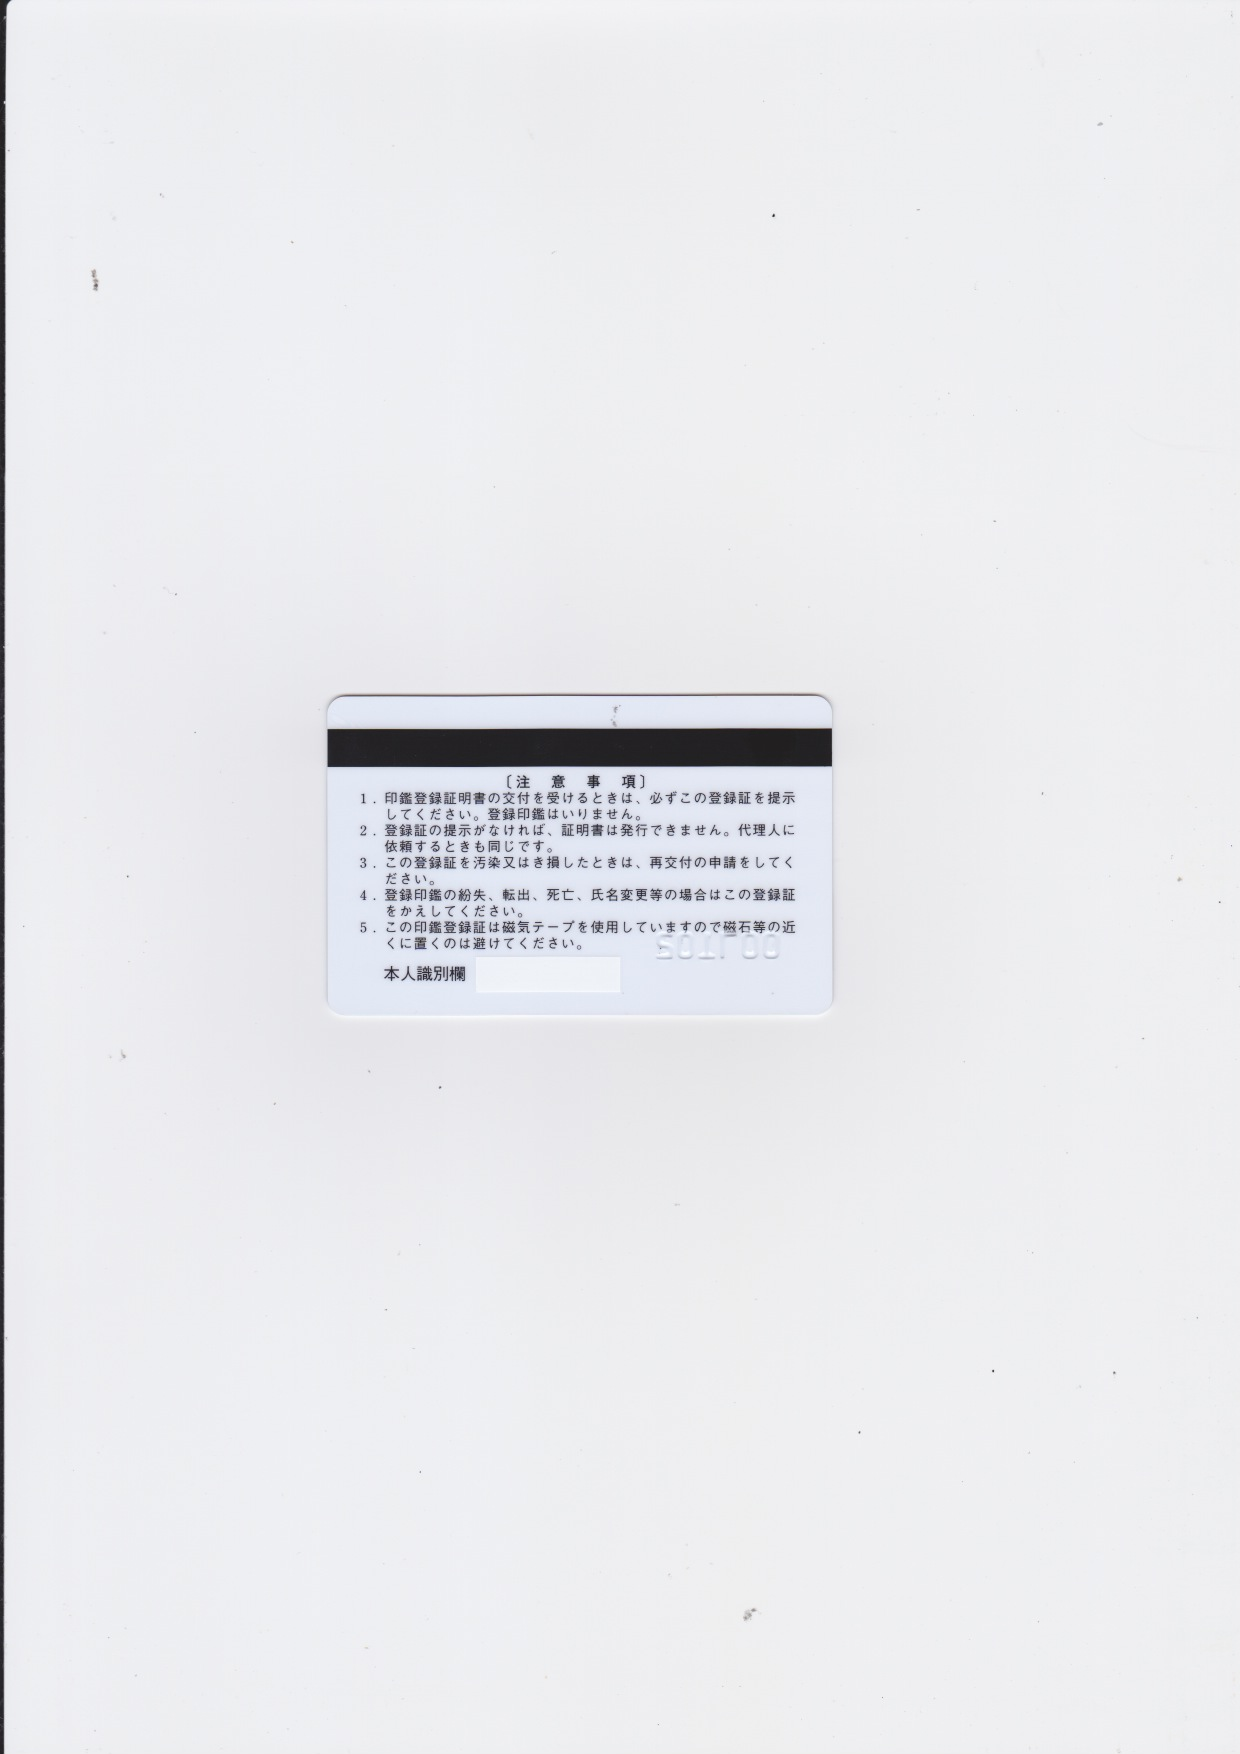 〔注 意 事 項〕
1．印鑑登録証明書の交付を受けるときは、必ずこの登録証を提示
してください。登録印鑑はいりません。
2．登録証の提示がなければ、証明書は発行できません。代理人に
依頼するときも同じです。
3．この登録証を汚染又はき損したときは、再交付の申請をしてく
ださい。
4．登録印鑑の紛失、転出、死亡、氏名変更等の場合はこの登録証
をかえしてください。
5．この印鑑登録証は磁気テープを使用していますので磁石等の近
くに置くのは避けてください。
本人識別欄